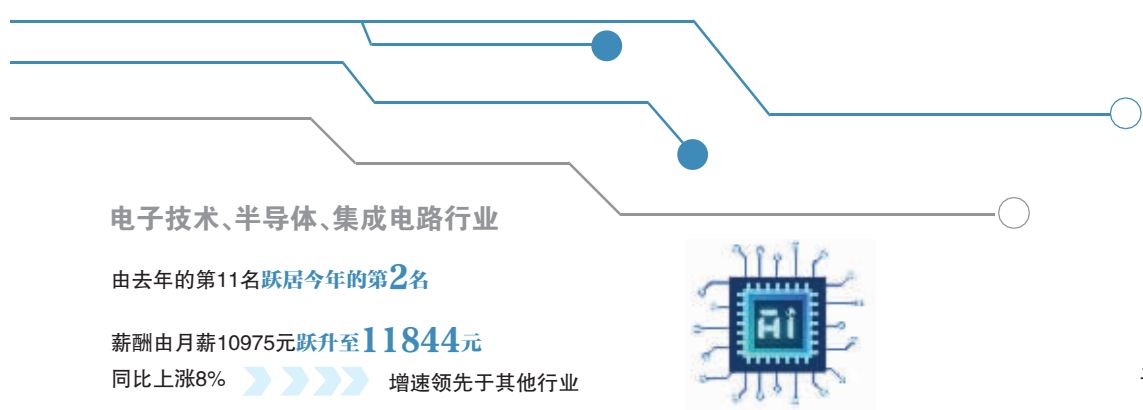 电子技术、半导体、集成电路行业
由去年的第11名跃居今年的第2名
薪酬由月薪10975元跃升至11844元
同比上涨8% 增速领先于其他行业
Ai